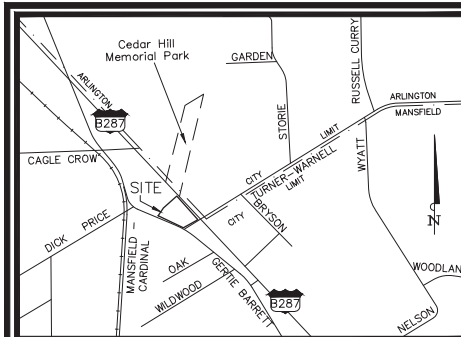 Cedar Hill
Memorial Park
GARDEN
RUSSELL CURRY
ARLINGTON
ARLINGTON
MANSFIELD
B287
STORIE
CITY LIMIT
TURNER-WARNELL
CITY LIMIT
WYATT
CAGLE CROW
SITE
BRYSON
DICK PRICE
MANSFIELD -
CARDINAL
OAK
WILDWOOD
GERTIE BARRETT
B287
N
WOODLAN
NELSON